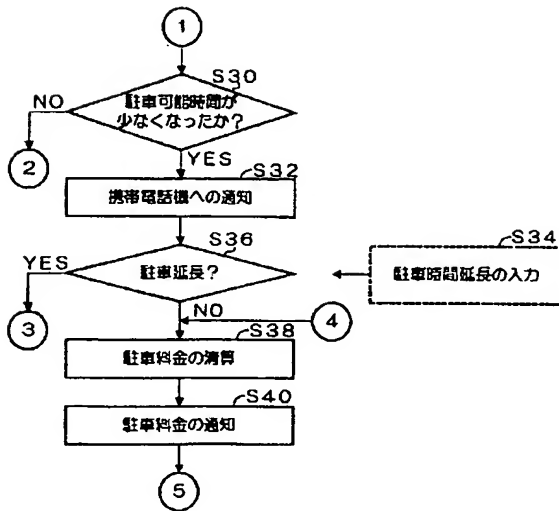 1
S30
駐車可能時間が
少なくなったか?
NO
2
YES
S32
携帯電話機への通知
S36
YES
駐車延長?
S34
駐車時間延長の入力
3
NO
4
S38
駐車料金の清算
S40
駐車料金の通知
5